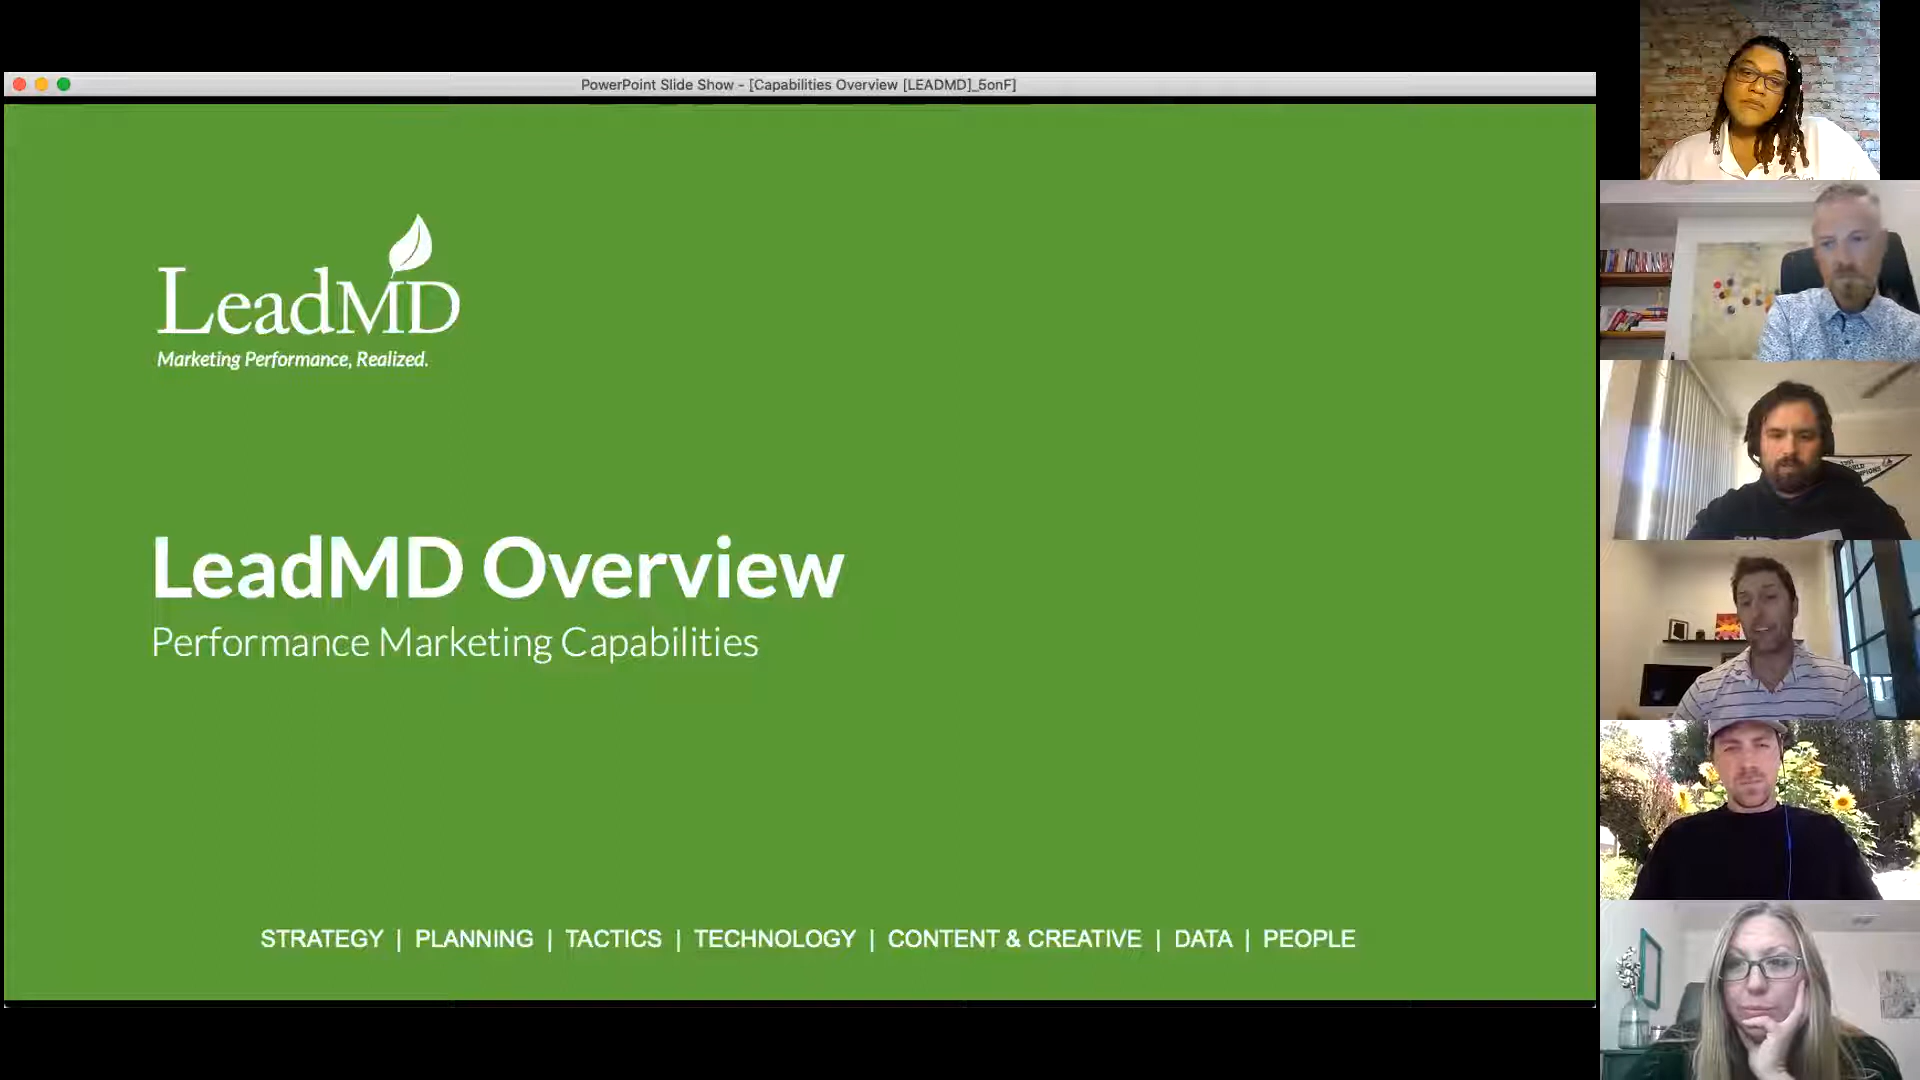 PowerPoint Slide Show - [Capabilities Overview [LEADMD]_5onF]
LeadMD
Marketing Performance, Realized.
LeadMD Overview
Performance Marketing Capabilities
STRATEGY | PLANNING | TACTICS | TECHNOLOGY | CONTENT & CREATIVE | DATA | PEOPLE